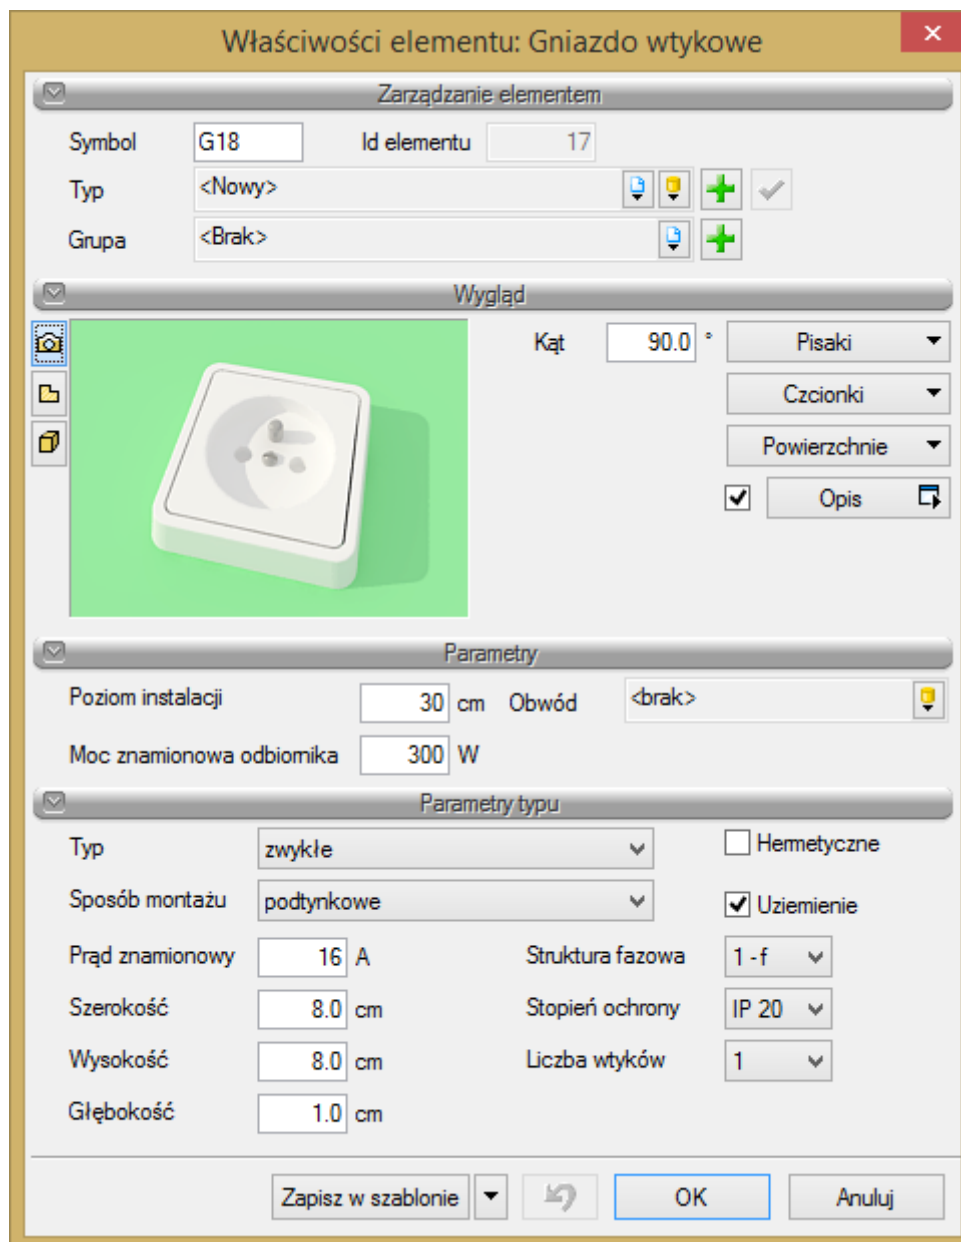 Właściwości elementu: Gniazdo wtykowe
Zarządzanie elementem
Symbol G18 Id elementu 17
Typ <Nowy>
Grupa <Brak>
Wygląd
Kąt 90.0 ° Pisaki
Czcionki
Powierzchnie
Opis
Parametry
Poziom instalacji 30 cm Obwód <brak>
Moc znamionowa odbiornika 300 W
Parametry typu
Typ zwykłe Hermetyczne
Sposób montażu podtynkowe Uziemienie
Prąd znamionowy 16 A Struktura fazowa 1 -f
Szerokość 8.0 cm Stopień ochrony IP 20
Wysokość 8.0 cm Liczba wtyków 1
Głębokość 1.0 cm
Zapisz w szablonie OK Anuluj